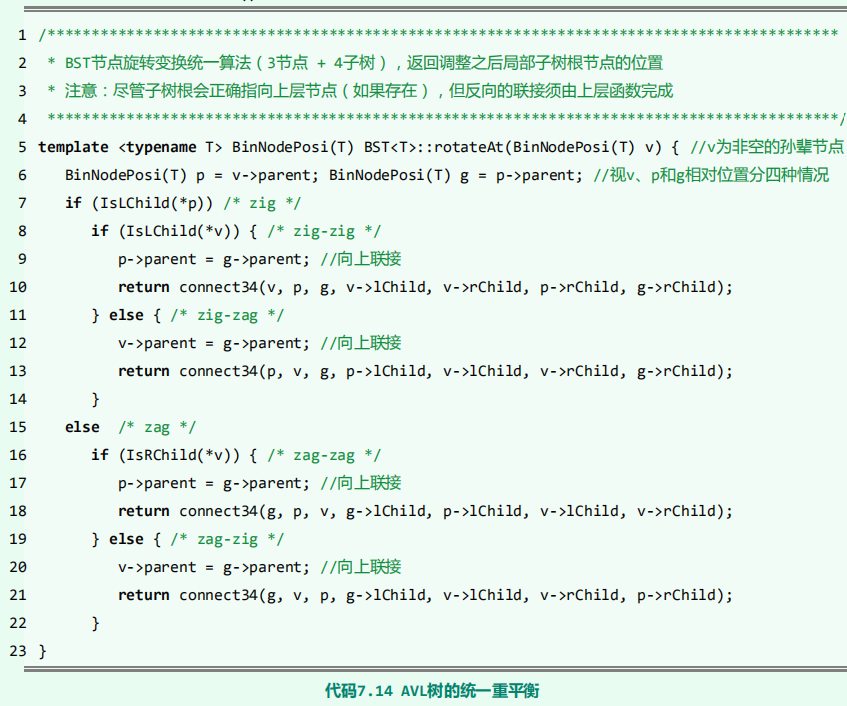 1 /******************************************************************************************
2 * BST节点旋转变换统一算法(3节点 + 4子树),返回调整之后局部子树根节点的位置
3 * 注意:尽管子树根会正确指向上层节点(如果存在),但反向的联接须由上层函数完成
4 ******************************************************************************************/
5 template <typename T> BinNodePosi(T) BST<T>::rotateAt(BinNodePosi(T) v) { //v为非空的孙辈节点
6 BinNodePosi(T) p = v->parent; BinNodePosi(T) g = p->parent; //视v、p和g相对位置分四种情况
7 if (IsLChild(*p)) /* zig */
8 if (IsLChild(*v)) { /* zig-zig */
9 p->parent = g->parent; //向上联接
10 return connect34(v, p, g, v->lChild, v->rChild, p->rChild, g->rChild);
11 } else { /* zig-zag */
12 v->parent = g->parent; //向上联接
13 return connect34(p, v, g, p->lChild, v->lChild, v->rChild, g->rChild);
14 }
15 else /* zag */
16 if (IsRChild(*v)) { /* zag-zag */
17 p->parent = g->parent; //向上联接
18 return connect34(g, p, v, g->lChild, p->lChild, v->lChild, v->rChild);
19 } else { /* zag-zig */
20 v->parent = g->parent; //向上联接
21 return connect34(g, v, p, g->lChild, v->lChild, v->rChild, p->rChild);
22 }
23 }
代码7.14 AVL树的统一重平衡